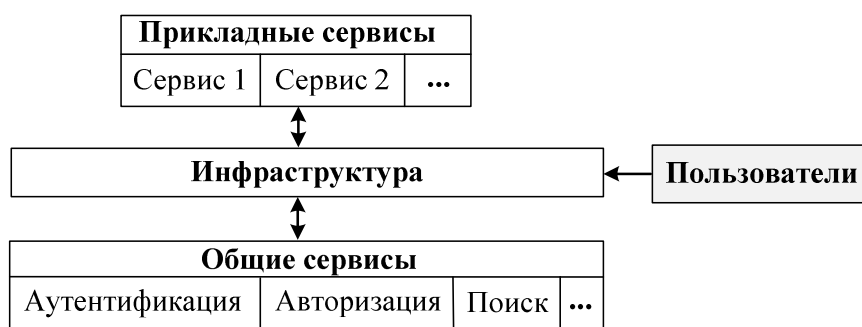 Прикладные сервисы
Сервис 1 Сервис 2 ...
Инфраструктура
Пользователи
Общие сервисы
Аутентификация Авторизация Поиск ...